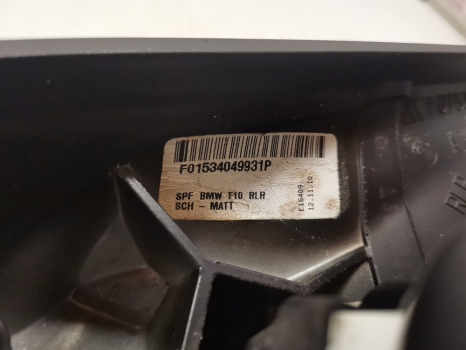 F01534049931P
SPF BMW F10 RLR
SCH - MATT
E16409
12.11.10